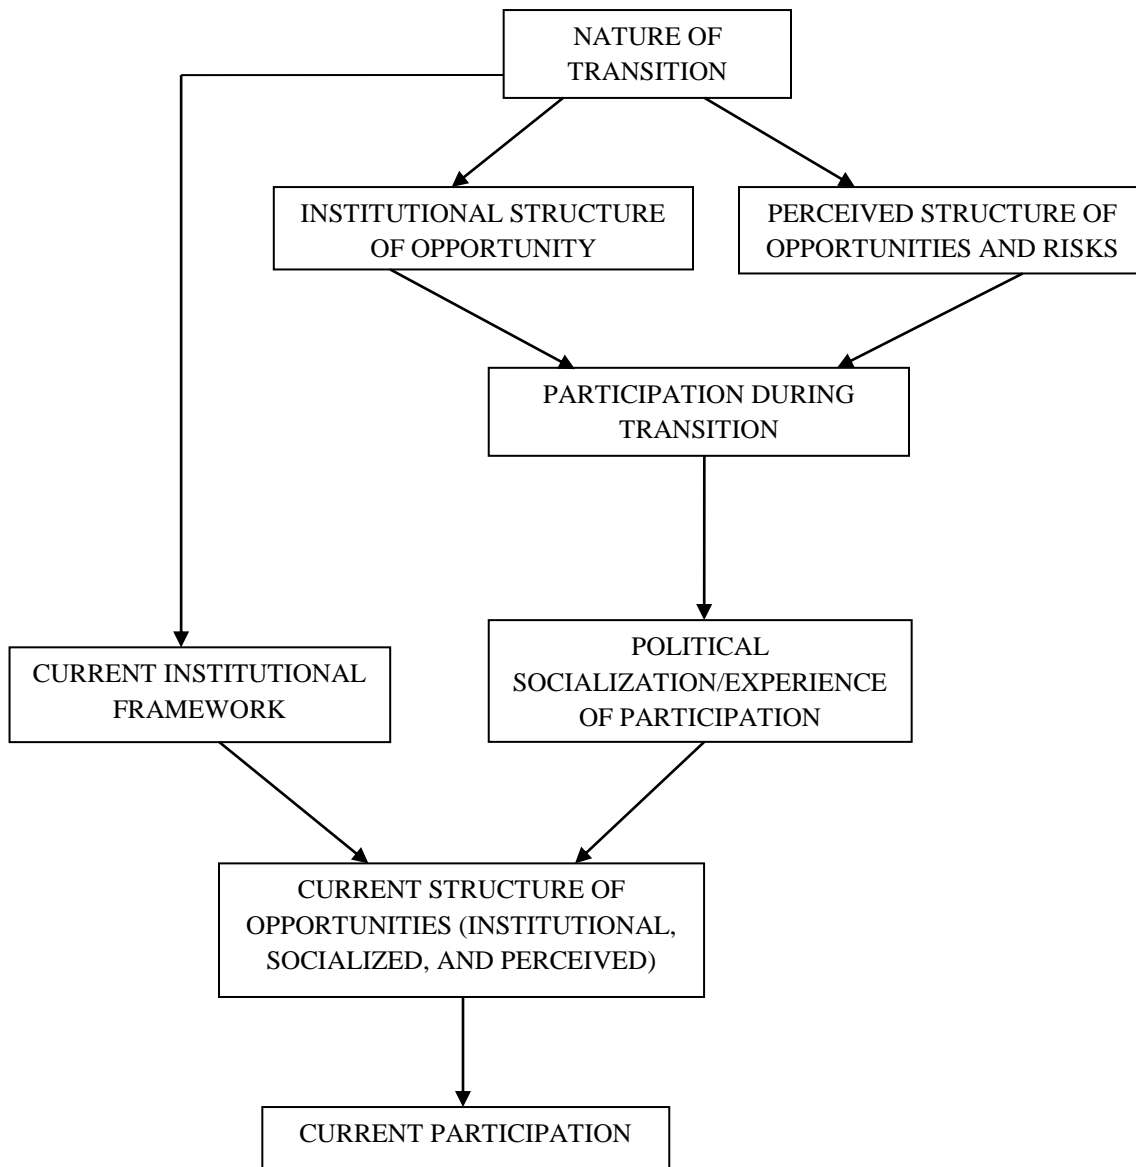 NATURE OF
TRANSITION
INSTITUTIONAL STRUCTURE
OF OPPORTUNITY
PERCEIVED STRUCTURE OF
OPPORTUNITIES AND RISKS
PARTICIPATION DURING
TRANSITION
CURRENT INSTITUTIONAL
FRAMEWORK
POLITICAL
SOCIALIZATION/EXPERIENCE
OF PARTICIPATION
CURRENT STRUCTURE OF
OPPORTUNITIES (INSTITUTIONAL,
SOCIALIZED, AND PERCEIVED)
CURRENT PARTICIPATION